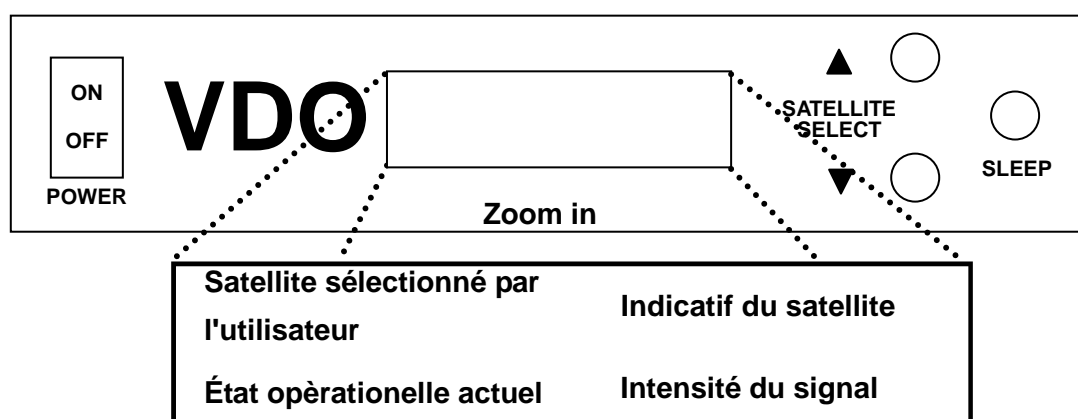 ON
OFF
POWER
VDO
▲
SATELLITE
SELECT
▼
SLEEP
Zoom in
Satellite sélectionné par
l'utilisateur
Indicatif du satellite
État opèrationelle actuel
Intensité du signal